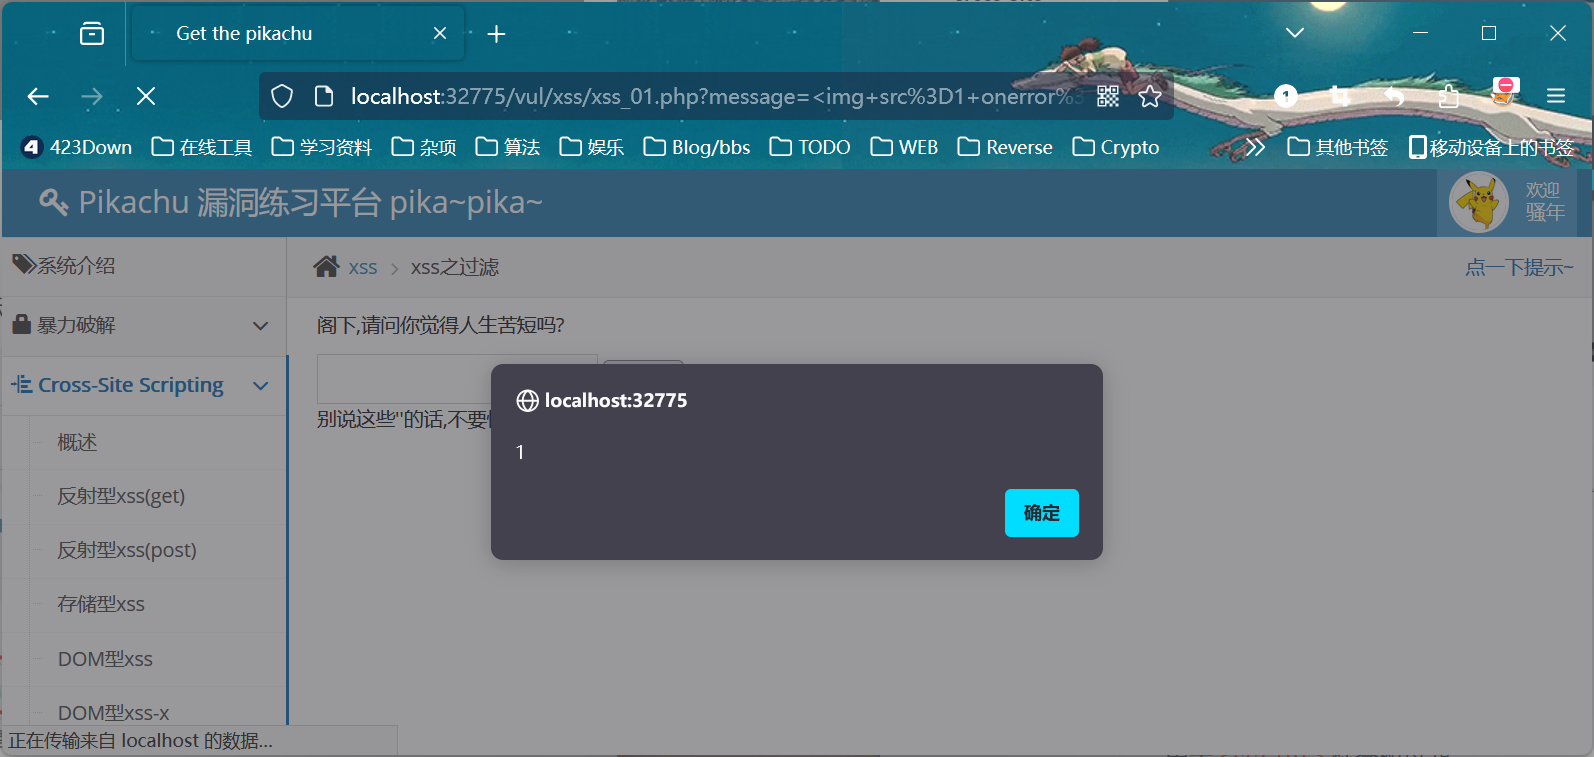 Get the pikachu
localhost:32775/vul/xss/xss_01.php?message=<img+src%3D1+onerror%3
1
423Down 在线工具 学习资料 杂项 算法 娱乐 Blog/bbs TODO WEB Reverse Crypto 其他书签 移动设备上的书签
Pikachu 漏洞练习平台 pika~pika~
欢迎
骚年
系统介绍
xss > xss之过滤
点一下提示~
暴力破解
阁下,请问你觉得人生苦短吗?
Cross-Site Scripting
localhost:32775
别说这些''的话,不要
1
概述
反射型xss(get)
确定
反射型xss(post)
存储型xss
DOM型xss
DOM型xss-x
正在传输来自 localhost 的数据...